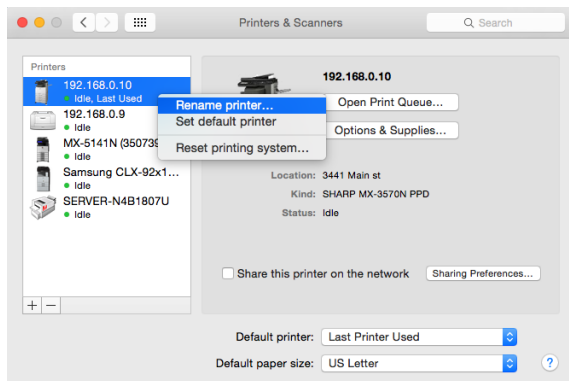 Printers & Scanners
Search
Printers
192.168.0.10
Idle, Last Used
192.168.0.9
Idle
MX-5141N (350739
Idle
Samsung CLX-92x1...
Idle
SERVER-N4B1807U
Idle
Rename printer...
Set default printer
Reset printing system...
192.168.0.10
Open Print Queue...
Options & Supplies...
Location: 3441 Main st
Kind: SHARP MX-3570N PPD
Status: Idle
Share this printer on the network
Sharing Preferences...
+ −
Default printer: Last Printer Used
Default paper size: US Letter
?